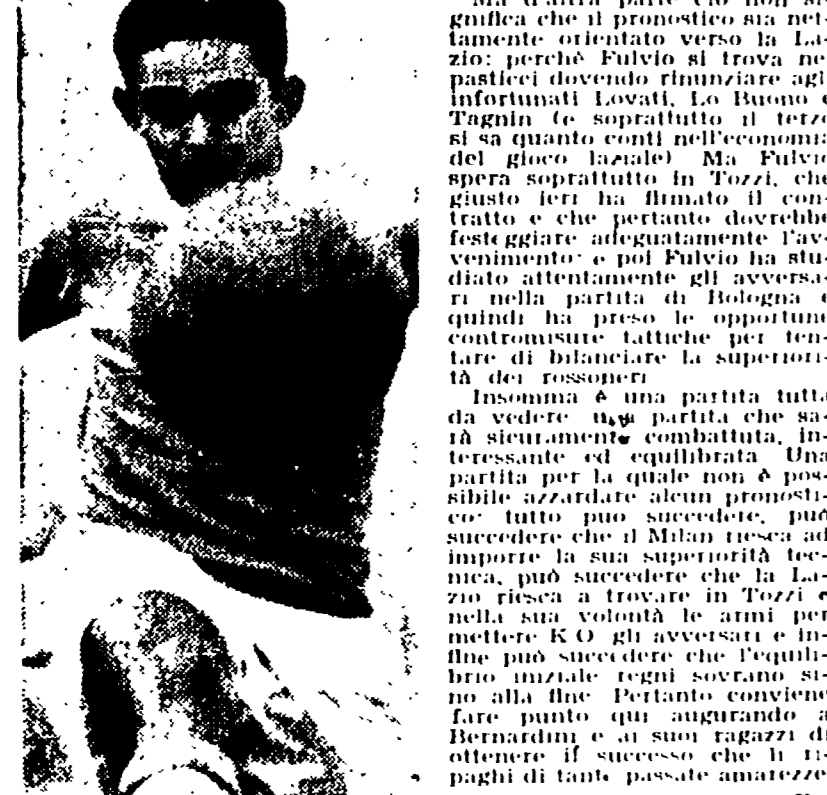 Ma d'altra parte ciò non si-
gnifica che il pronostico sia net-
tamente orientato verso la La-
zio: perchè Fulvio si trova nei
pasticci dovendo rinunziare agli
infortunati Lovati, Lo Buono e
Tagnin (e soprattutto il terzo
si sa quanto conti nell'economia
del gioco laziale) Ma Fulvio
spera soprattutto in Tozzi, che
giusto ieri ha firmato il con-
tratto e che pertanto dovrebbe
festeggiare adeguatamente l'av-
venimento: e poi Fulvio ha stu-
diato attentamente gli avversa-
ri nella partita di Bologna e
quindi ha preso le opportune
contromisure tattiche per ten-
tare di bilanciare la superiori-
tà dei rossoneri
Insomma è una partita tutta
da vedere una partita che sa-
rà sicuramente combattuta, in-
teressante ed equilibrata Una
partita per la quale non è pos-
sibile azzardare alcun pronosti-
co: tutto può succedere, può
succedere che il Milan riesca ad
imporre la sua superiorità tec-
nica, può succedere che la La-
zio riesca a trovare in Tozzi e
nella sua volontà le armi per
mettere K.O. gli avversari e in-
fine può succedere che l'equili-
brio iniziale regni sovrano si-
no alla fine Pertanto conviene
fare punto qui augurando a
Bernardini e ai suoi ragazzi di
ottenere il successo che li ri-
paghi di tante passate amarezze